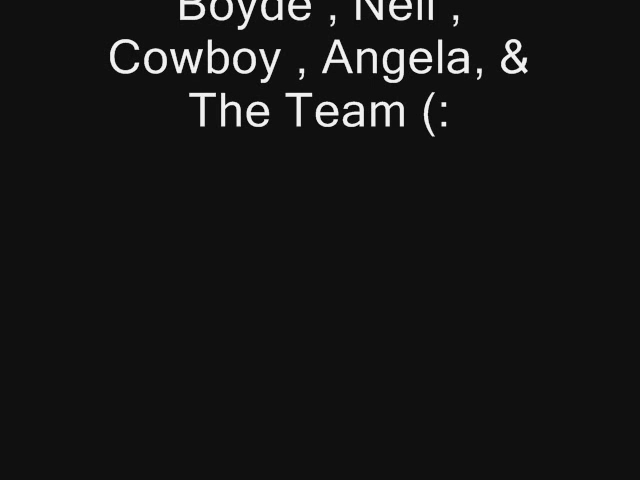 Boyde , Neil ,
Cowboy , Angela, &
The Team (: